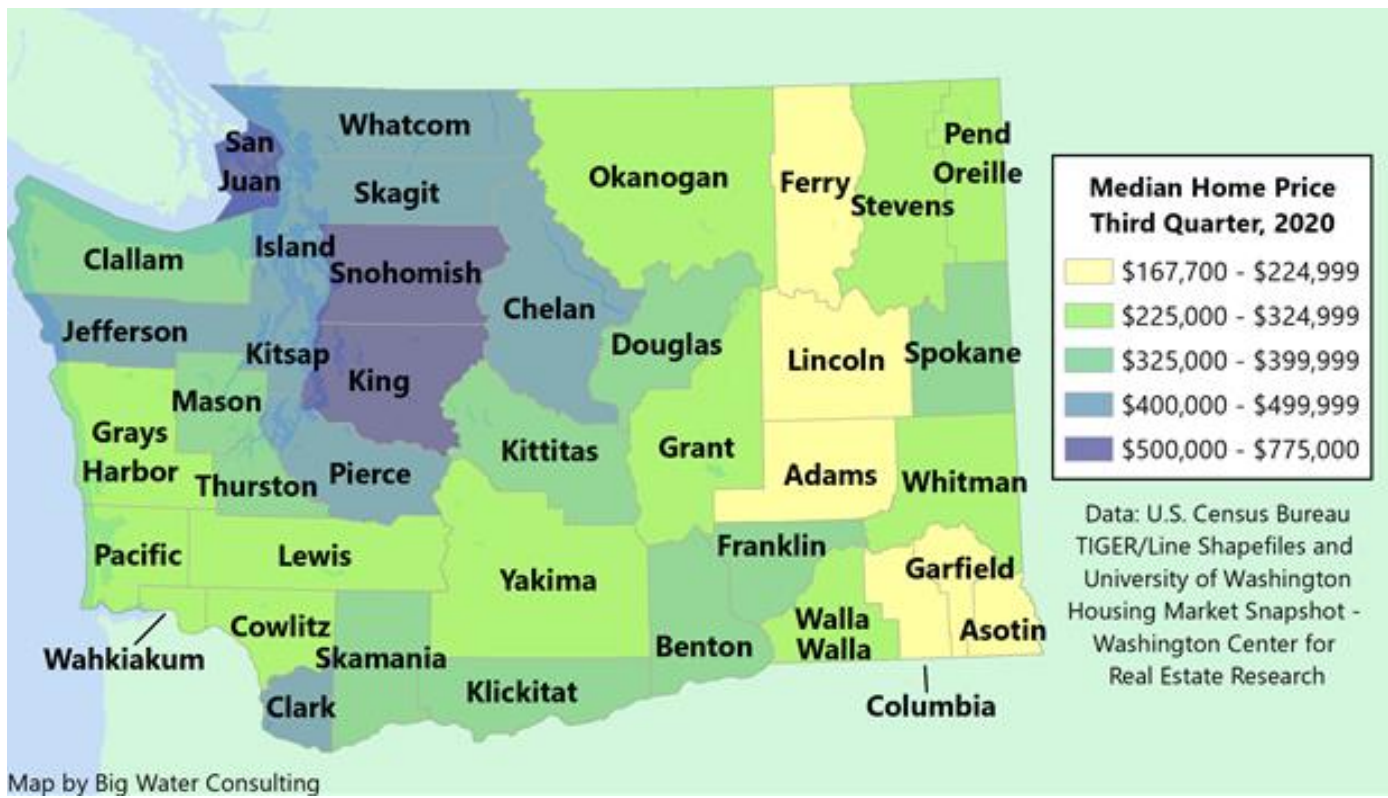 San
Juan
Whatcom
Skagit
Okanogan
Ferry
Stevens
Pend
Oreille
Clallam
Island
Snohomish
Chelan
Jefferson
Kitsap
King
Douglas
Lincoln
Spokane
Mason
Grays
Harbor
Thurston
Pierce
Kittitas
Grant
Adams
Whitman
Pacific
Lewis
Yakima
Franklin
Garfield
Wahkiakum
Cowlitz
Skamania
Clark
Klickitat
Benton
Walla
Walla
Asotin
Columbia
Median Home Price
Third Quarter, 2020
$167,700 - $224,999
$225,000 - $324,999
$325,000 - $399,999
$400,000 - $499,999
$500,000 - $775,000
Data: U.S. Census Bureau
TIGER/Line Shapefiles and
University of Washington
Housing Market Snapshot -
Washington Center for
Real Estate Research
Map by Big Water Consulting